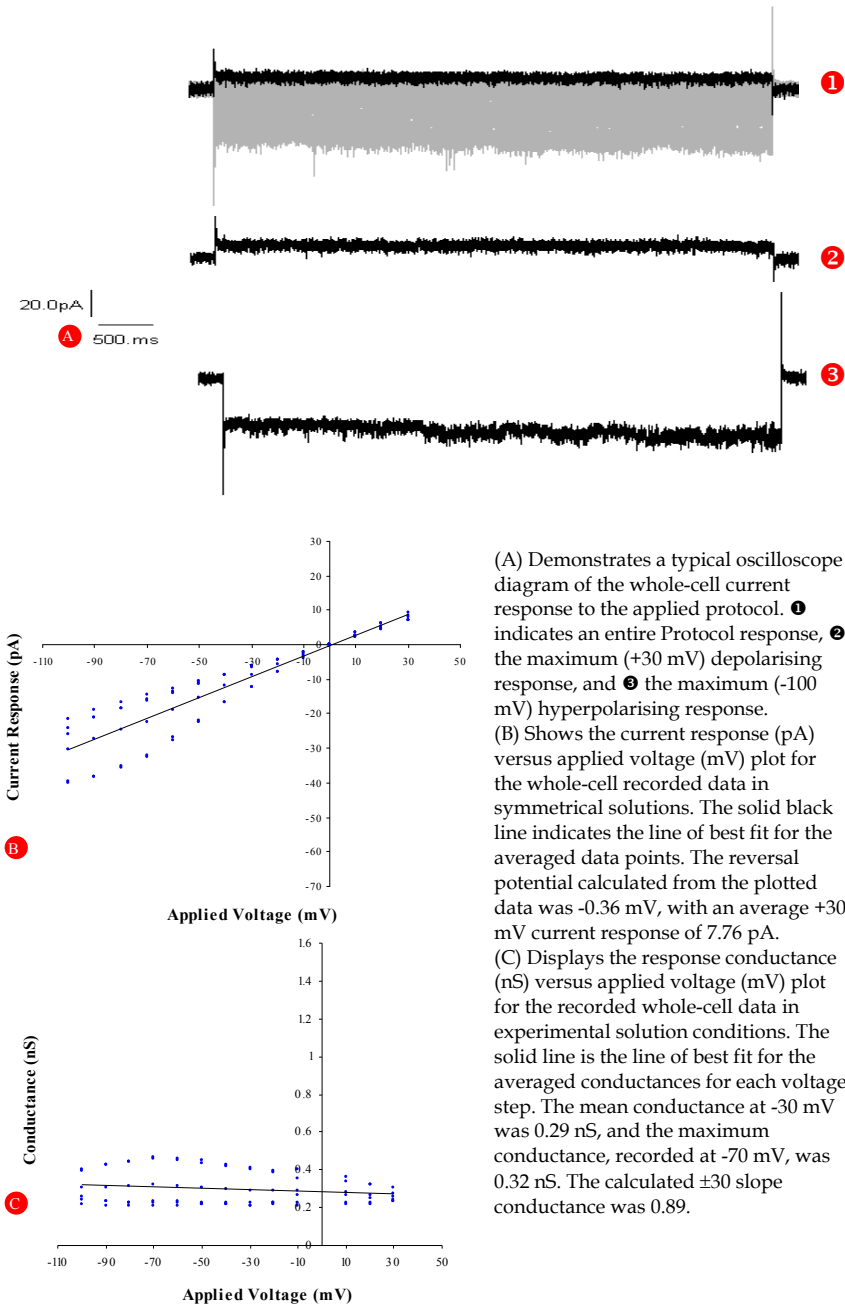 ❶
❷
20.0pA
A
500. ms
❸
30
20
10
0
-110 -90 -70 -50 -30 -10 10 30 50
-10
-20
-30
-40
-50
-60
-70
Current Response (pA)
B
Applied Voltage (mV)
1.6
1.4
1.2
1
0.8
0.6
0.4
0.2
0
-110 -90 -70 -50 -30 -10 10 30 50
Conductance (nS)
C
Applied Voltage (mV)
(A) Demonstrates a typical oscilloscope
diagram of the whole-cell current
response to the applied protocol. ❶
indicates an entire Protocol response, ❷
the maximum (+30 mV) depolarising
response, and ❸ the maximum (-100
mV) hyperpolarising response.
(B) Shows the current response (pA)
versus applied voltage (mV) plot for
the whole-cell recorded data in
symmetrical solutions. The solid black
line indicates the line of best fit for the
averaged data points. The reversal
potential calculated from the plotted
data was -0.36 mV, with an average +30
mV current response of 7.76 pA.
(C) Displays the response conductance
(nS) versus applied voltage (mV) plot
for the recorded whole-cell data in
experimental solution conditions. The
solid line is the line of best fit for the
averaged conductances for each voltage
step. The mean conductance at -30 mV
was 0.29 nS, and the maximum
conductance, recorded at -70 mV, was
0.32 nS. The calculated ±30 slope
conductance was 0.89.